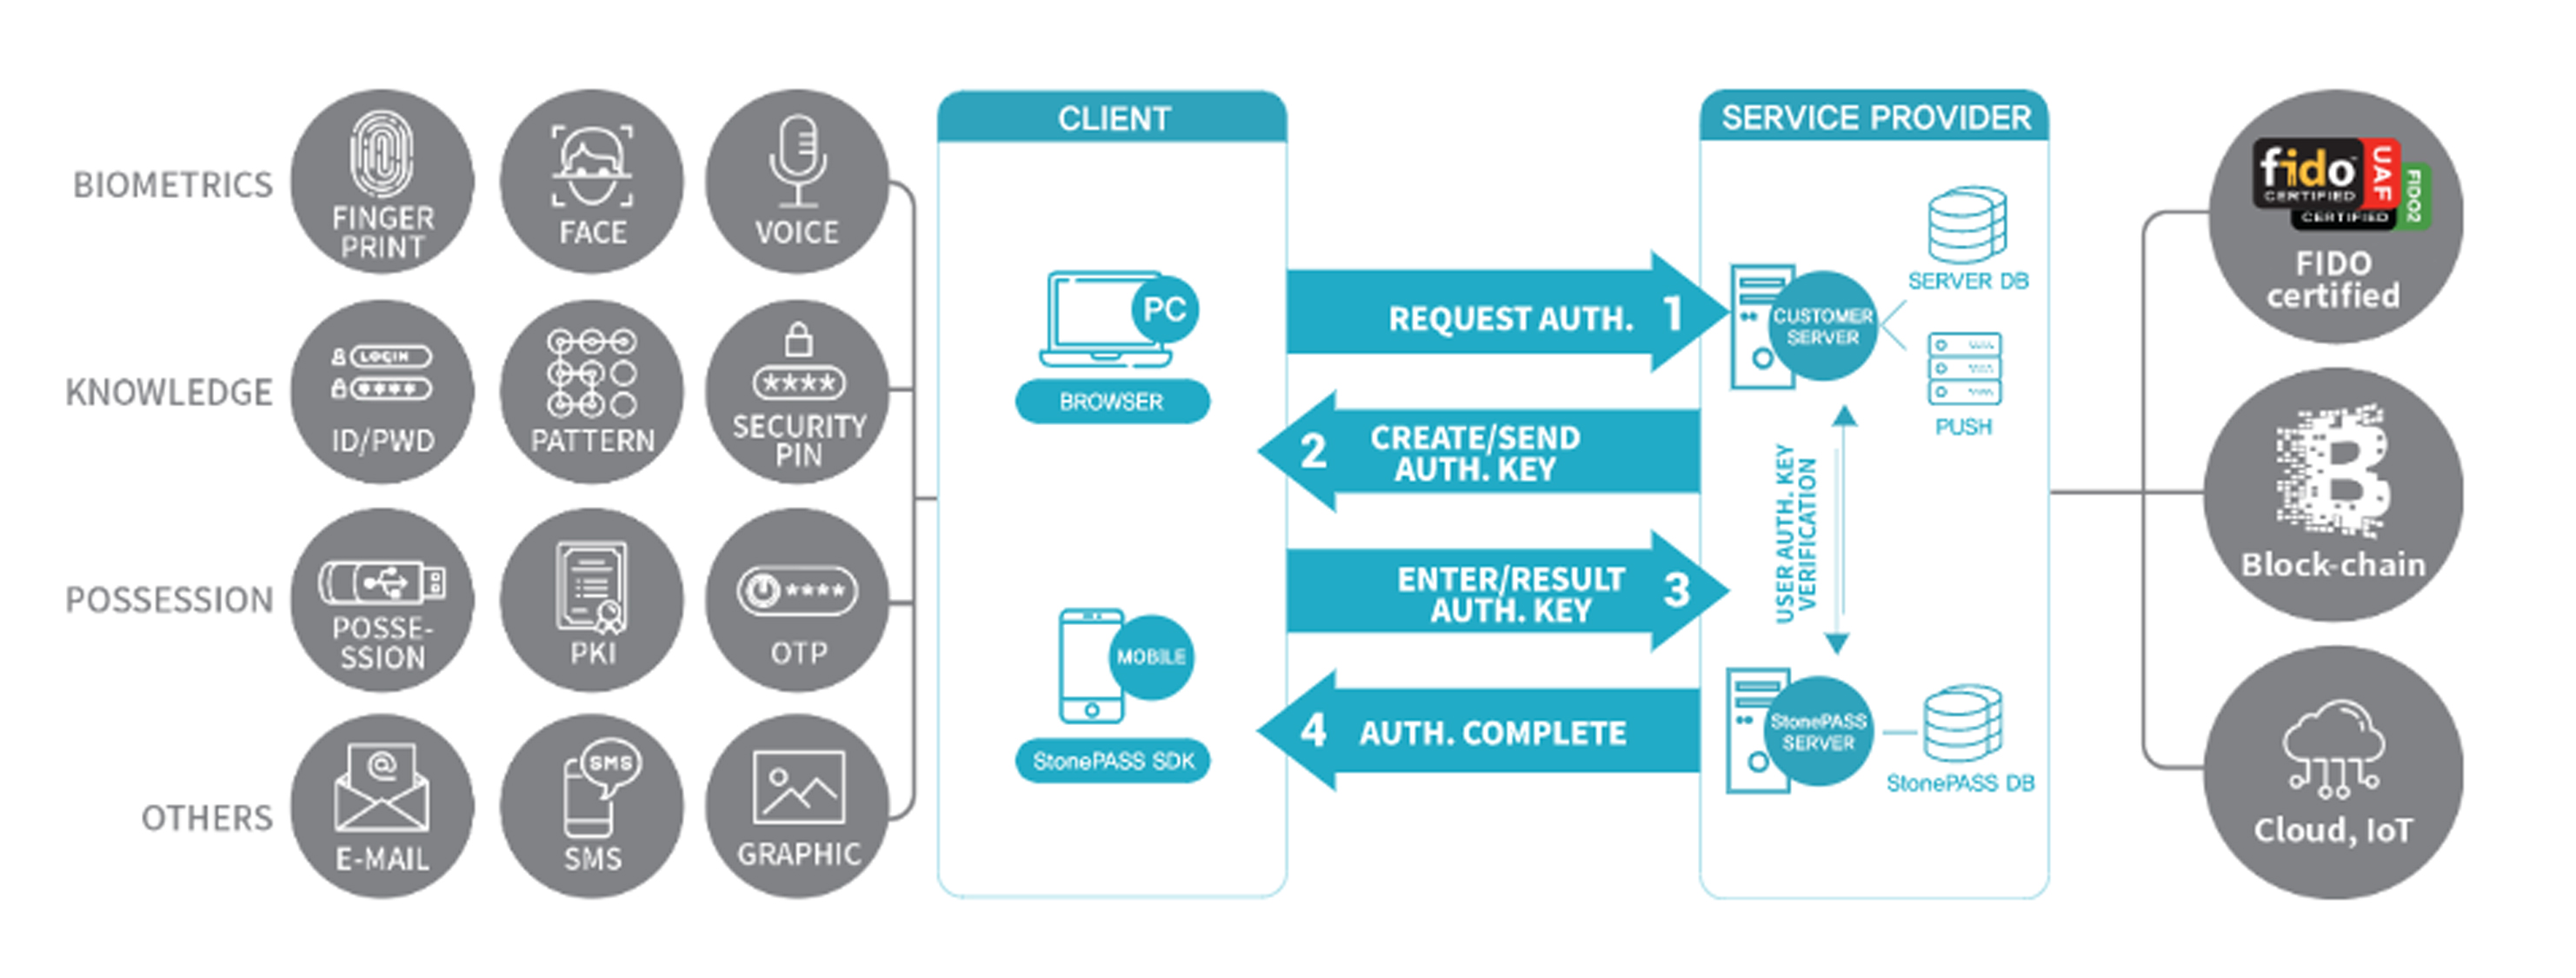 BIOMETRICS
FINGER
PRINT
FACE
VOICE
KNOWLEDGE
LOGIN
****
ID/PWD
PATTERN
****
SECURITY
PIN
POSSESSION
POSSE-
SSION
PKI
****
OTP
OTHERS
@
E-MAIL
SMS
SMS
GRAPHIC
CLIENT
PC
BROWSER
MOBILE
StonePASS SDK
REQUEST AUTH. 1
2 CREATE/SEND
AUTH. KEY
ENTER/RESULT 3
AUTH. KEY
4 AUTH. COMPLETE
SERVICE PROVIDER
SERVER DB
CUSTOMER
SERVER
PUSH
USER AUTH. KEY
VERIFICATION
StonePASS
SERVER
StonePASS DB
fido
CERTIFIED
UAF
CERTIFIED
FIDO2
FIDO
certified
B
Block-chain
Cloud, IoT